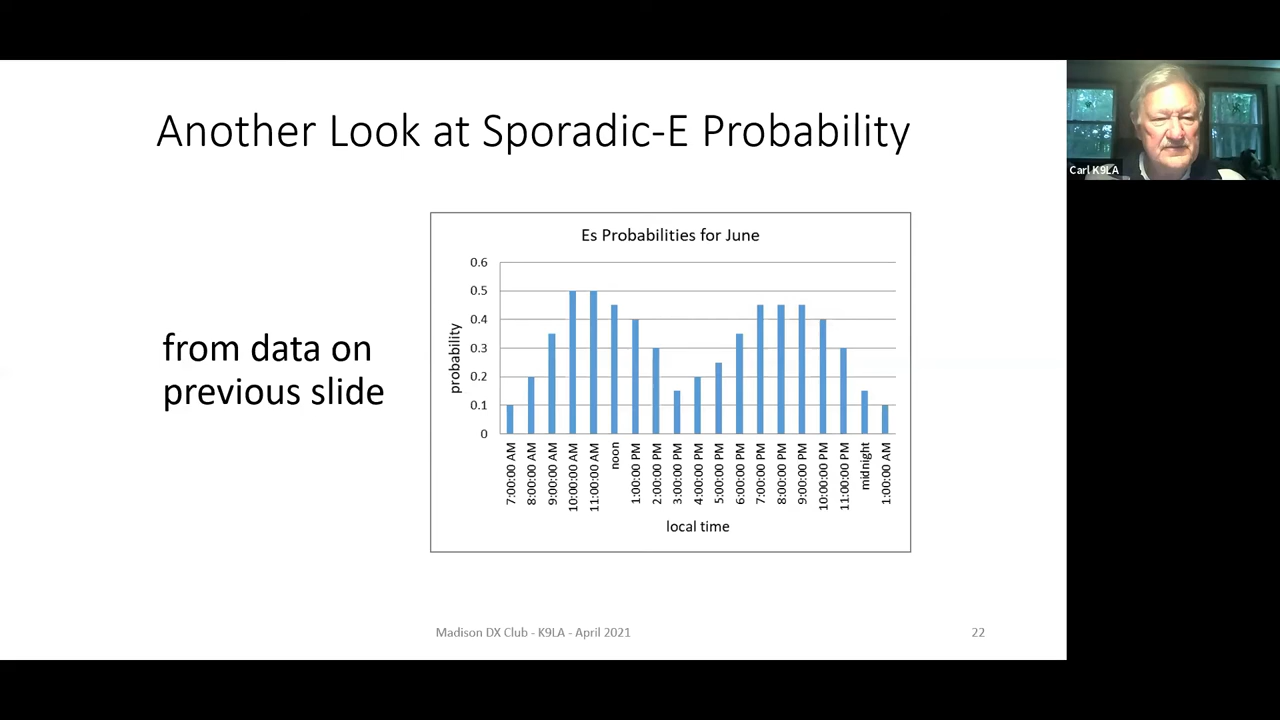 Another Look at Sporadic-E Probability
Carl K9LA
from data on
previous slide
Es Probabilities for June
probability
0.6
0.5
0.4
0.3
0.2
0.1
0
7:00:00 AM
8:00:00 AM
9:00:00 AM
10:00:00 AM
11:00:00 AM
noon
1:00:00 PM
2:00:00 PM
3:00:00 PM
4:00:00 PM
5:00:00 PM
6:00:00 PM
7:00:00 PM
8:00:00 PM
9:00:00 PM
10:00:00 PM
11:00:00 PM
midnight
1:00:00 AM
local time
Madison DX Club - K9LA - April 2021
22